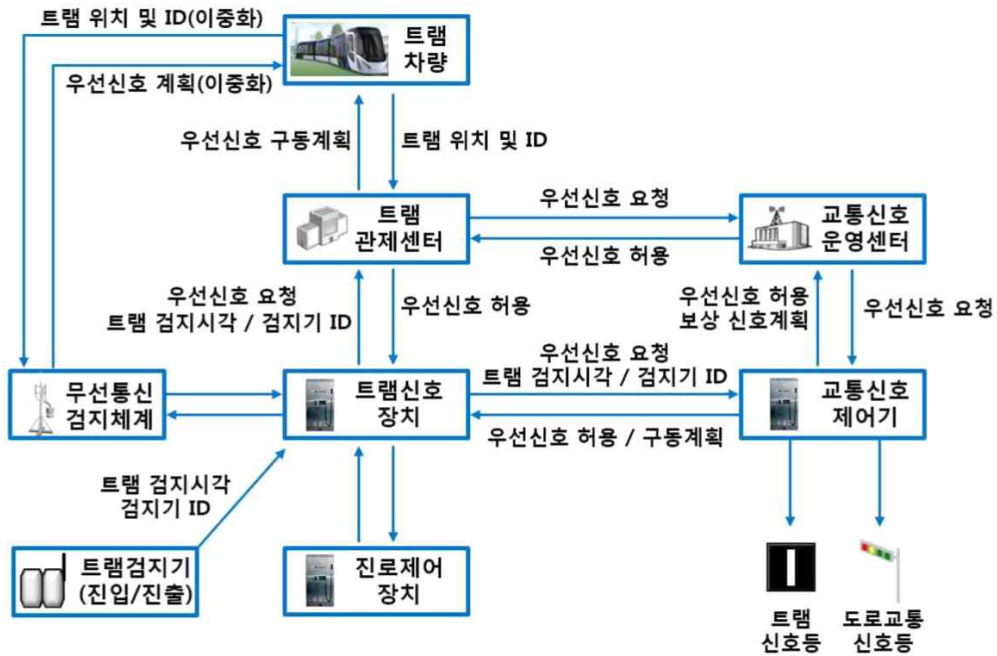 트램 위치 및 ID(이중화)
트램
차량
우선신호 계획(이중화)
우선신호 구동계획
트램 위치 및 ID
트램
관제센터
우선신호 요청
우선신호 허용
교통신호
운영센터
우선신호 요청
트램 검지시각 / 검지기 ID
우선신호 허용
우선신호 허용
보상 신호계획
우선신호 요청
무선통신
검지체계
트램신호
장치
우선신호 요청
트램 검지시각 / 검지기 ID
우선신호 허용 / 구동계획
교통신호
제어기
트램 검지시각
검지기 ID
트램검지기
(진입/진출)
진로제어
장치
트램
신호등
도로교통
신호등